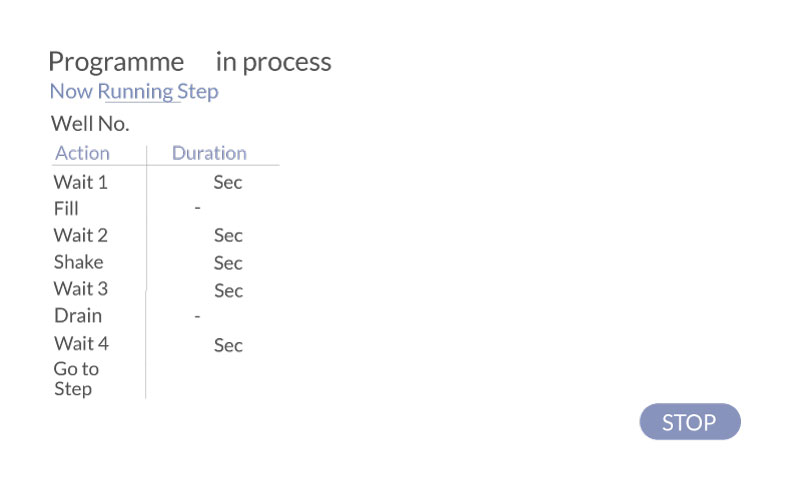 Programme in process
Now Running Step
Well No.
Action Duration
Wait 1 Sec
Fill -
Wait 2 Sec
Shake Sec
Wait 3 Sec
Drain -
Wait 4 Sec
Go to
Step
STOP